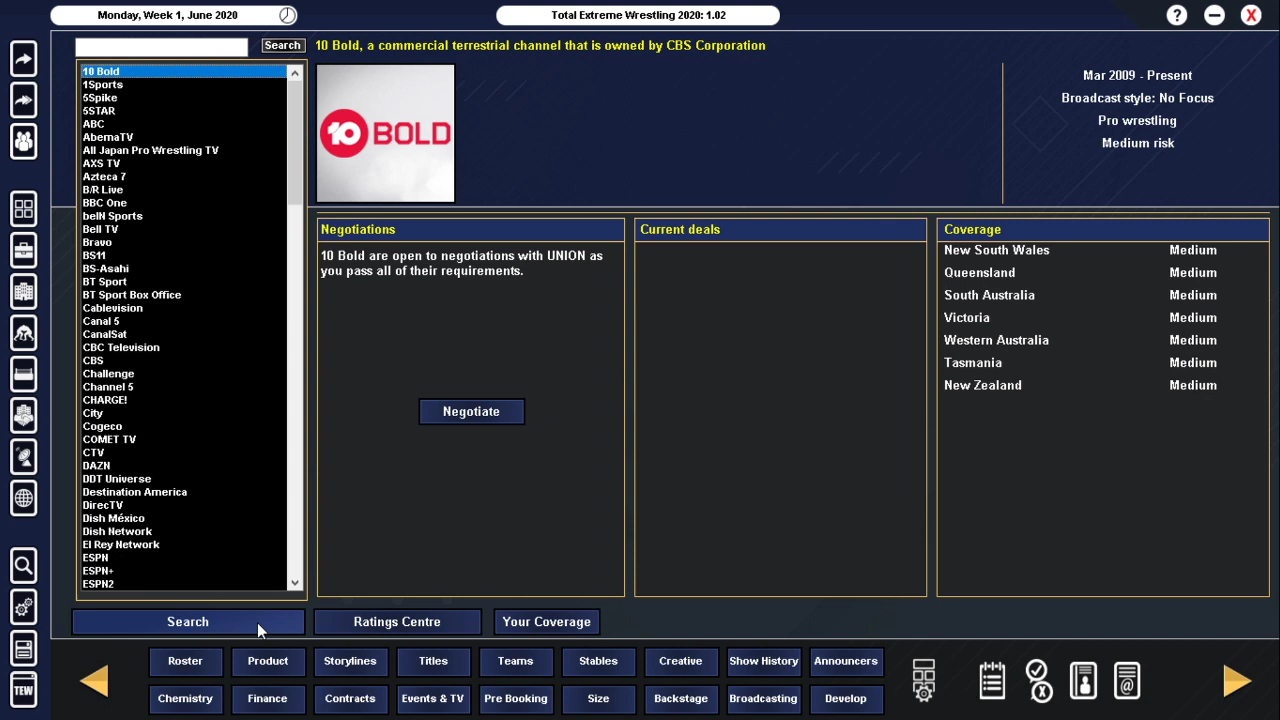 Monday, Week 1, June 2020
Total Extreme Wrestling 2020: 1.02
?
X
Search
10 Bold, a commercial terrestrial channel that is owned by CBS Corporation
10 Bold
1Sports
5Spike
5STAR
ABC
AbemaTV
All Japan Pro Wrestling TV
AXS TV
Azteca 7
B/R Live
BBC One
beIN Sports
Bell TV
Bravo
BS11
BS-Asahi
BT Sport
BT Sport Box Office
Cablevision
Canal 5
CanalSat
CBC Television
CBS
Challenge
Channel 5
CHARGE!
City
Cogeco
COMET TV
CTV
DAZN
DDT Universe
Destination America
DirecTV
Dish México
Dish Network
El Rey Network
ESPN
ESPN+
ESPN2
10 BOLD
Mar 2009 - Present
Broadcast style: No Focus
Pro wrestling
Medium risk
Negotiations
10 Bold are open to negotiations with UNION as
you pass all of their requirements.
Negotiate
Current deals
Coverage
New South Wales Medium
Queensland Medium
South Australia Medium
Victoria Medium
Western Australia Medium
Tasmania Medium
New Zealand Medium
Search
Ratings Centre
Your Coverage
Roster
Product
Storylines
Titles
Teams
Stables
Creative
Show History
Announcers
Chemistry
Finance
Contracts
Events & TV
Pre Booking
Size
Backstage
Broadcasting
Develop
TEW